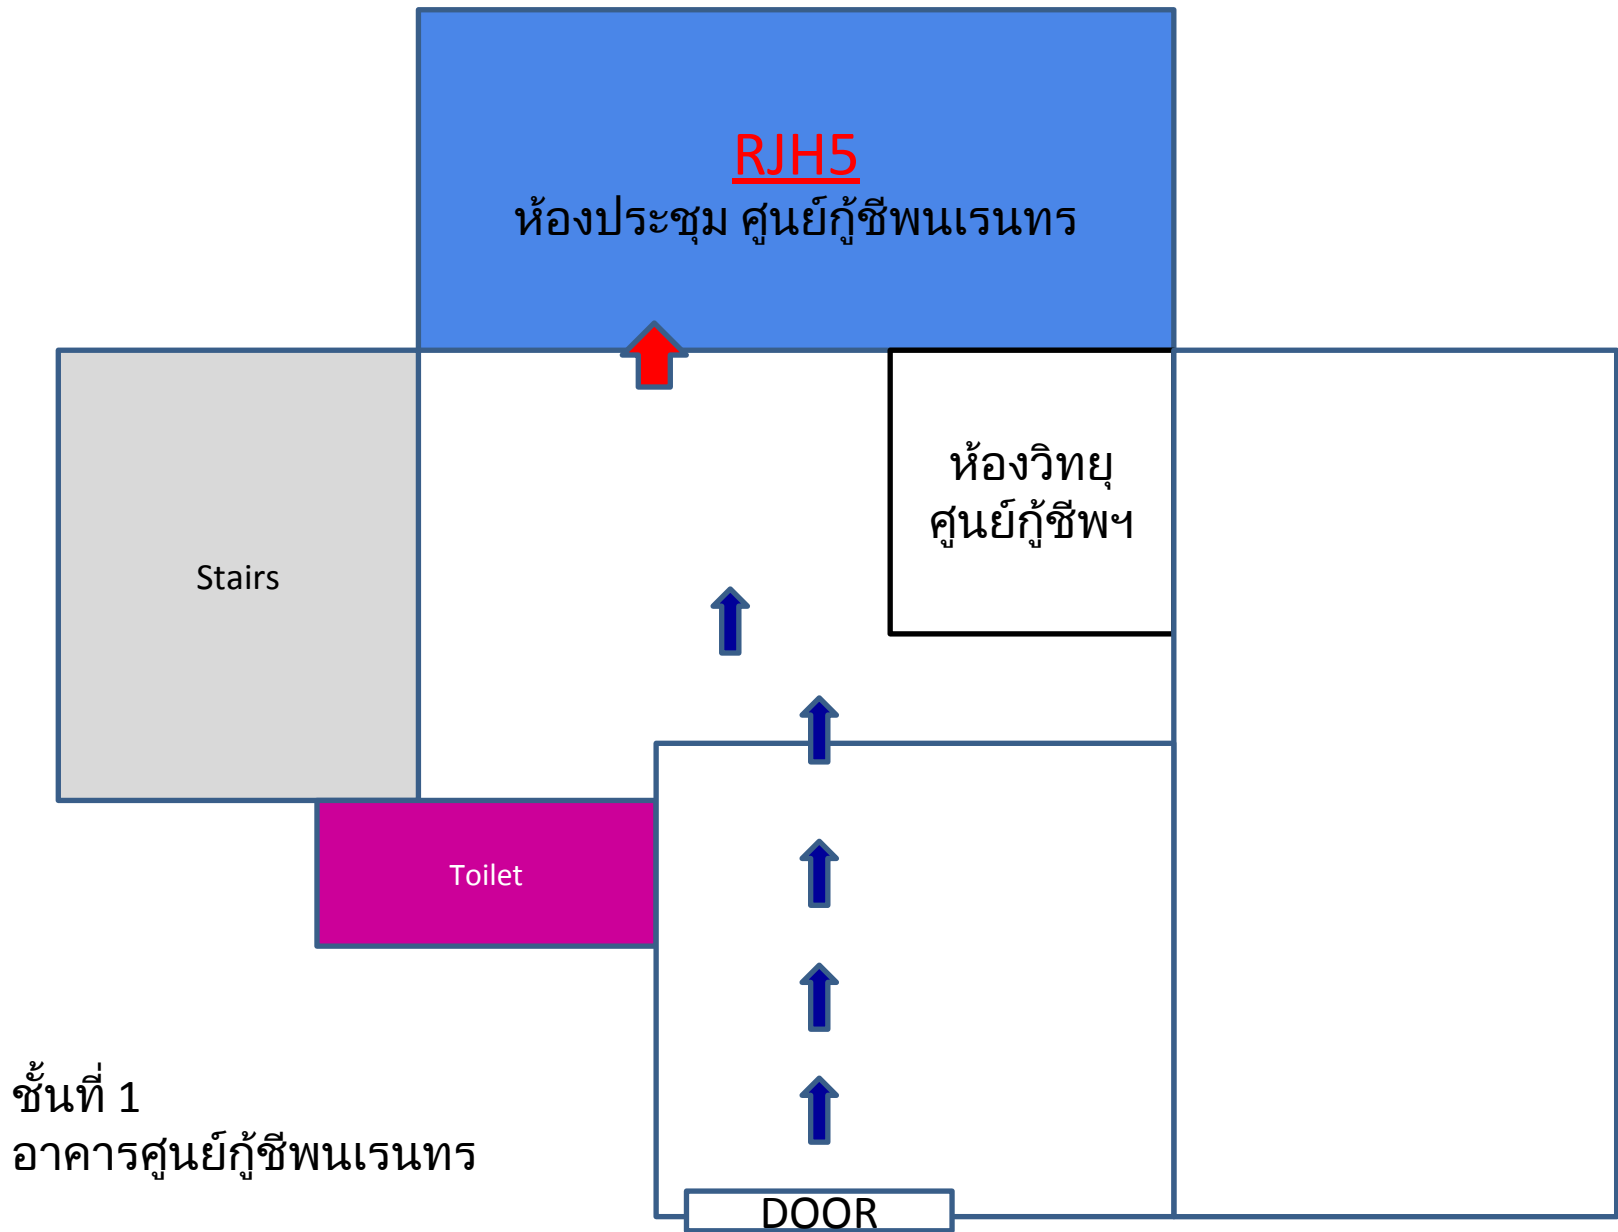 RJH5
ห้องประชุม ศูนย์กู้ชีพนเรนทร
ห้องวิทยุ
ศูนย์กู้ชีพฯ
Stairs
Toilet
ชั้นที่ 1
อาคารศูนย์กู้ชีพนเรนทร
DOOR